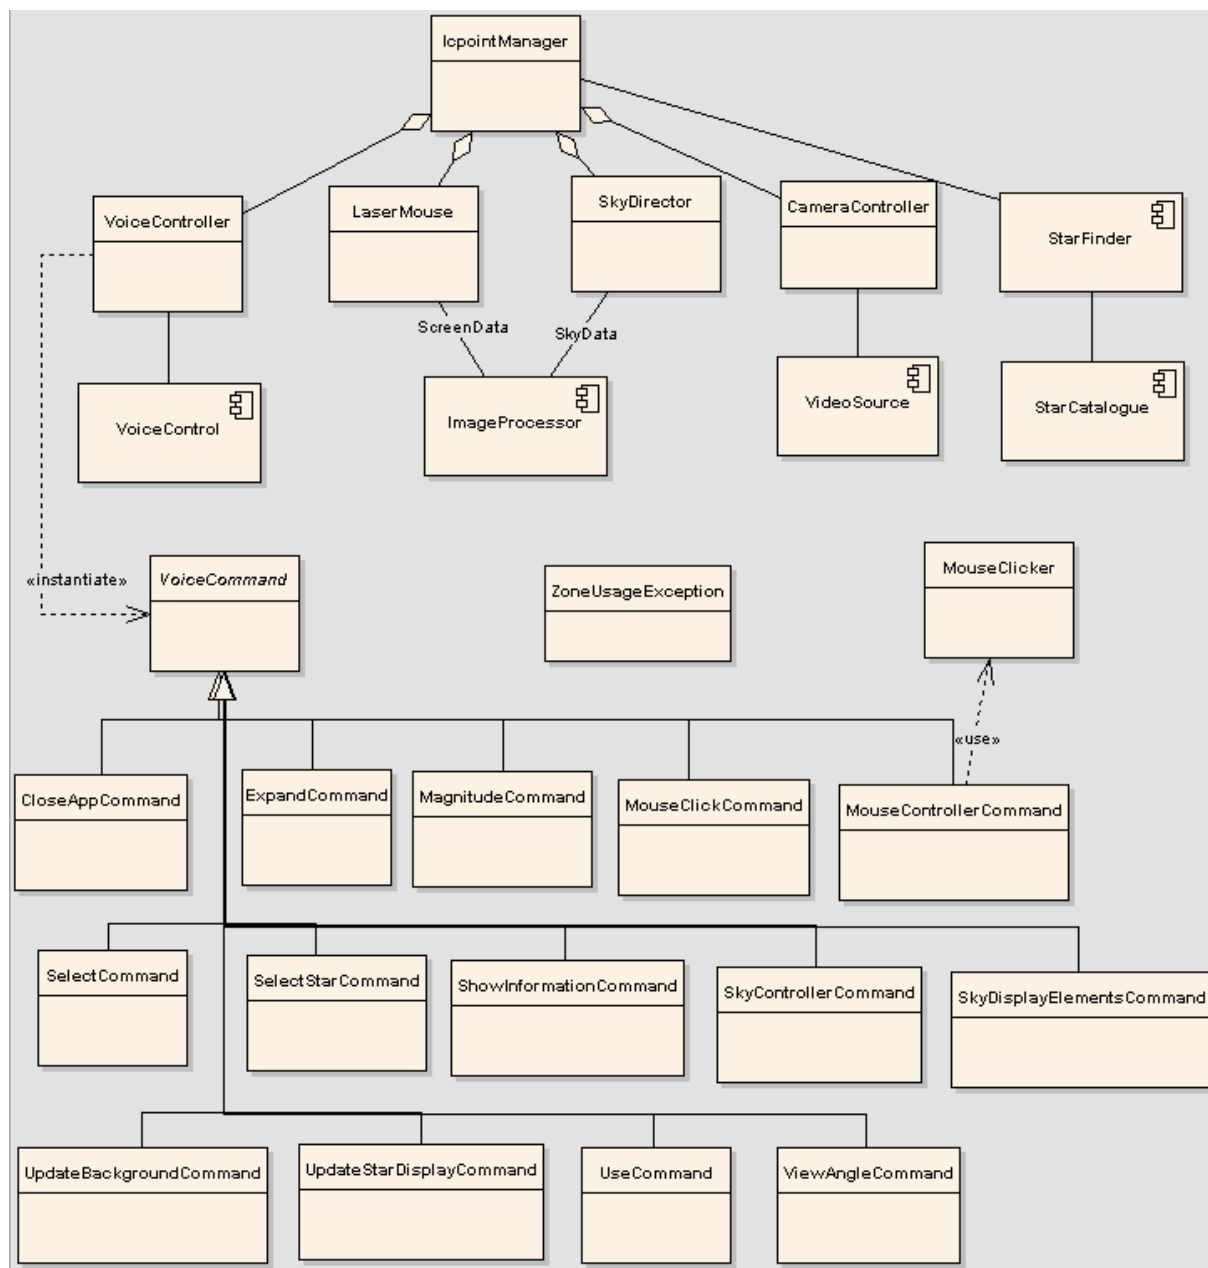 IcpointManager
VoiceController
LaserMouse
SkyDirector
CameraController
StarFinder
ScreenData
SkyData
VoiceControl
ImageProcessor
VideoSource
StarCatalogue
«instantiate»
VoiceCommand
ZoneUsageException
MouseClicker
«use»
CloseAppCommand
ExpandCommand
MagnitudeCommand
MouseClickCommand
MouseControllerCommand
SelectCommand
SelectStarCommand
ShowInformationCommand
SkyControllerCommand
SkyDisplayElementsCommand
UpdateBackgroundCommand
UpdateStarDisplayCommand
UseCommand
ViewAngleCommand